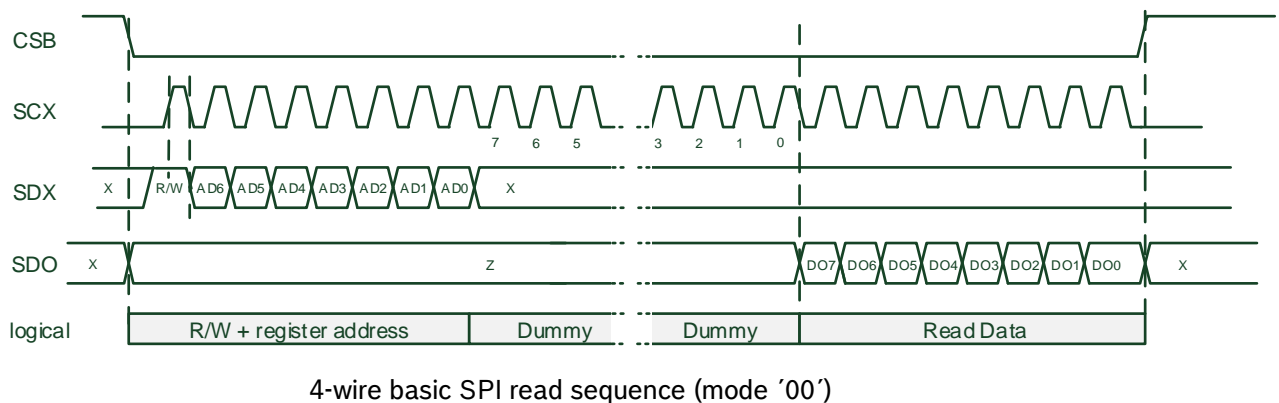 CSB
SCX
7 6 5 3 2 1 0
SDX X R/W AD6 AD5 AD4 AD3 AD2 AD1 AD0 X
SDO X Z DO7 DO6 DO5 DO4 DO3 DO2 DO1 DO0 X
logical R/W + register address Dummy Dummy Read Data
4-wire basic SPI read sequence (mode ´00′)